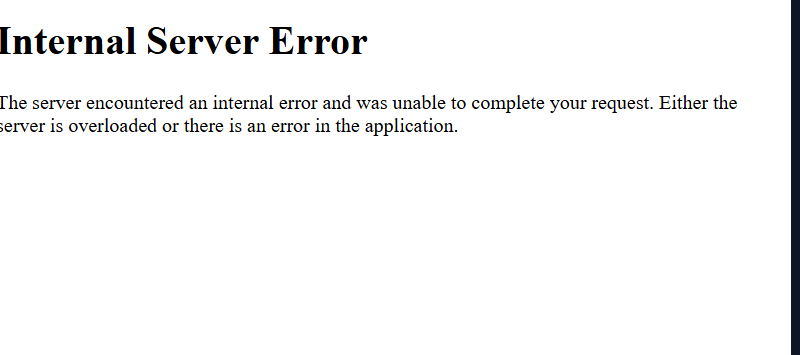 Internal Server Error
The server encountered an internal error and was unable to complete your request. Either the
server is overloaded or there is an error in the application.